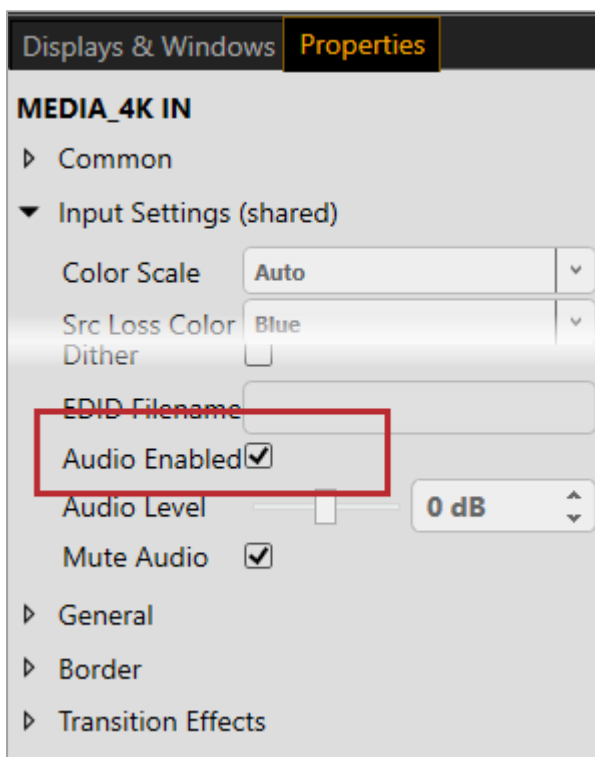 Displays & Windows Properties
MEDIA_4K IN
Common
Input Settings (shared)
Color Scale Auto
Src Loss Color Blue
Dither
EDID Filename
Audio Enabled
Audio Level 0 dB
Mute Audio
General
Border
Transition Effects